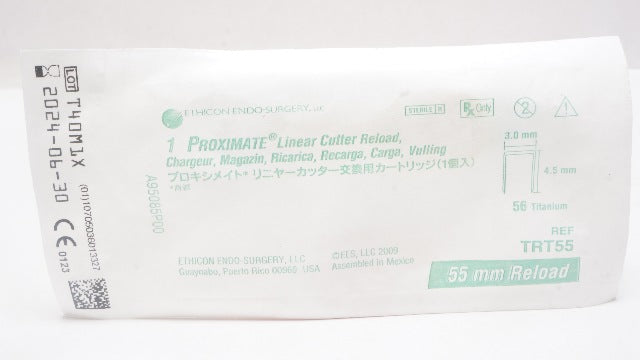 LOT T40M1X
2024-06-30
(01)10705036013327
CE 0123
A95085P00
ETHICON ENDO-SURGERY, LLC
STERILE R
Rx Only
2
1 PROXIMATE® Linear Cutter Reload,
Chargeur, Magazin, Ricarica, Recarga, Carga, Vulling
プロキシメイト* リニヤーカッター交換用カートリッジ(1個入)
3.0 mm
4.5 mm
56 Titanium
REF
TRT55
55 mm Reload
ETHICON ENDO-SURGERY, LLC
Guaynabo, Puerto Rico 00969 USA
©EES, LLC 2009
Assembled in Mexico